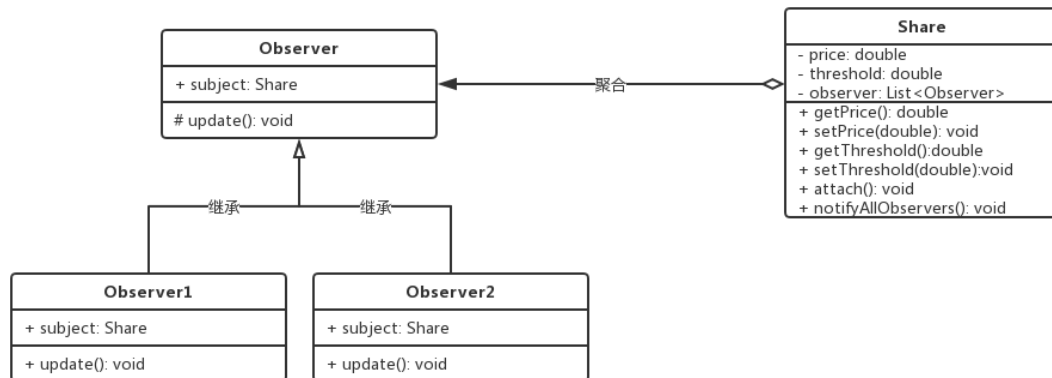 Observer
+ subject: Share
# update(): void
聚合
Share
- price: double
- threshold: double
- observer: List<Observer>
+ getPrice(): double
+ setPrice(double): void
+ getThreshold():double
+ setThreshold(double):void
+ attach(): void
+ notifyAllObservers(): void
继承
继承
Observer1
+ subject: Share
+ update(): void
Observer2
+ subject: Share
+ update(): void